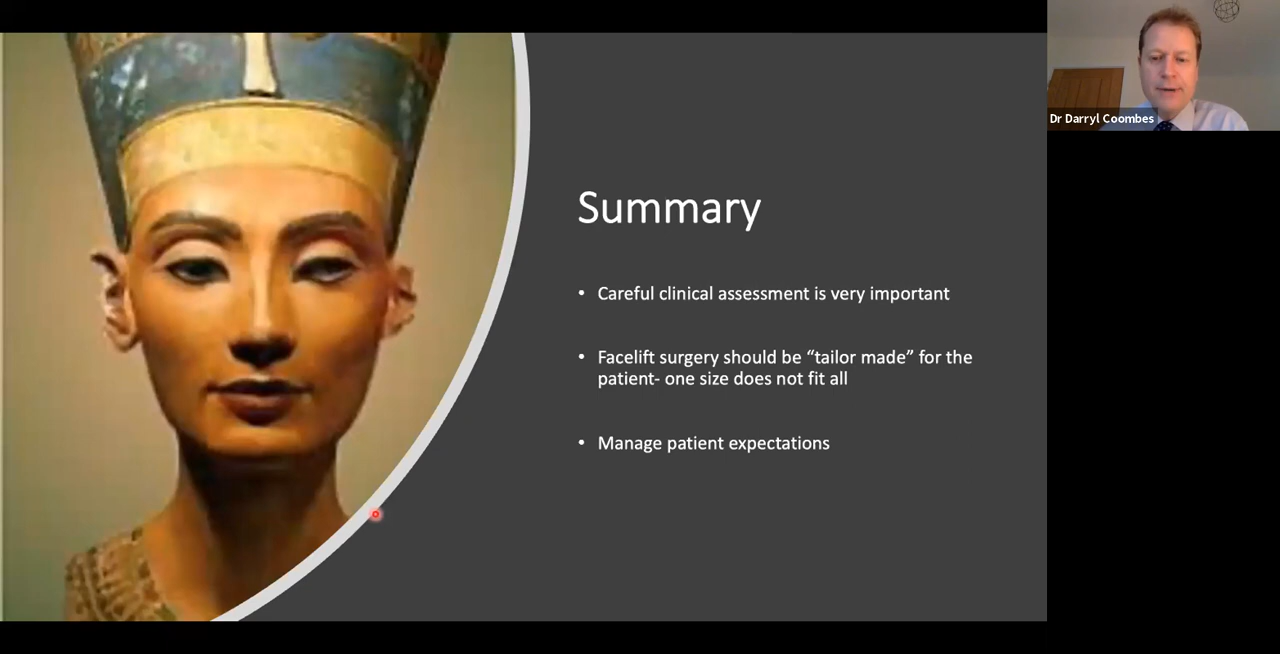 Summary
• Careful clinical assessment is very important
• Facelift surgery should be “tailor made” for the
patient- one size does not fit all
• Manage patient expectations
Dr Darryl Coombes